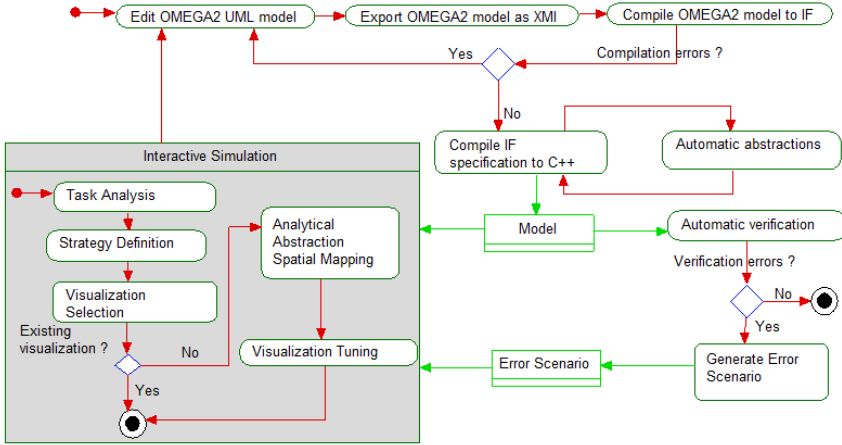 Edit OMEGA2 UML model
Export OMEGA2 model as XMI
Compile OMEGA2 model to IF
Yes
Compilation errors ?
No
Compile IF
specification to C++
Automatic abstractions
Interactive Simulation
Task Analysis
Strategy Definition
Visualization
Selection
Existing
visualization ?
No
Yes
Analytical
Abstraction
Spatial Mapping
Visualization Tuning
Model
Automatic verification
Verification errors ?
No
Yes
Generate Error
Scenario
Error Scenario